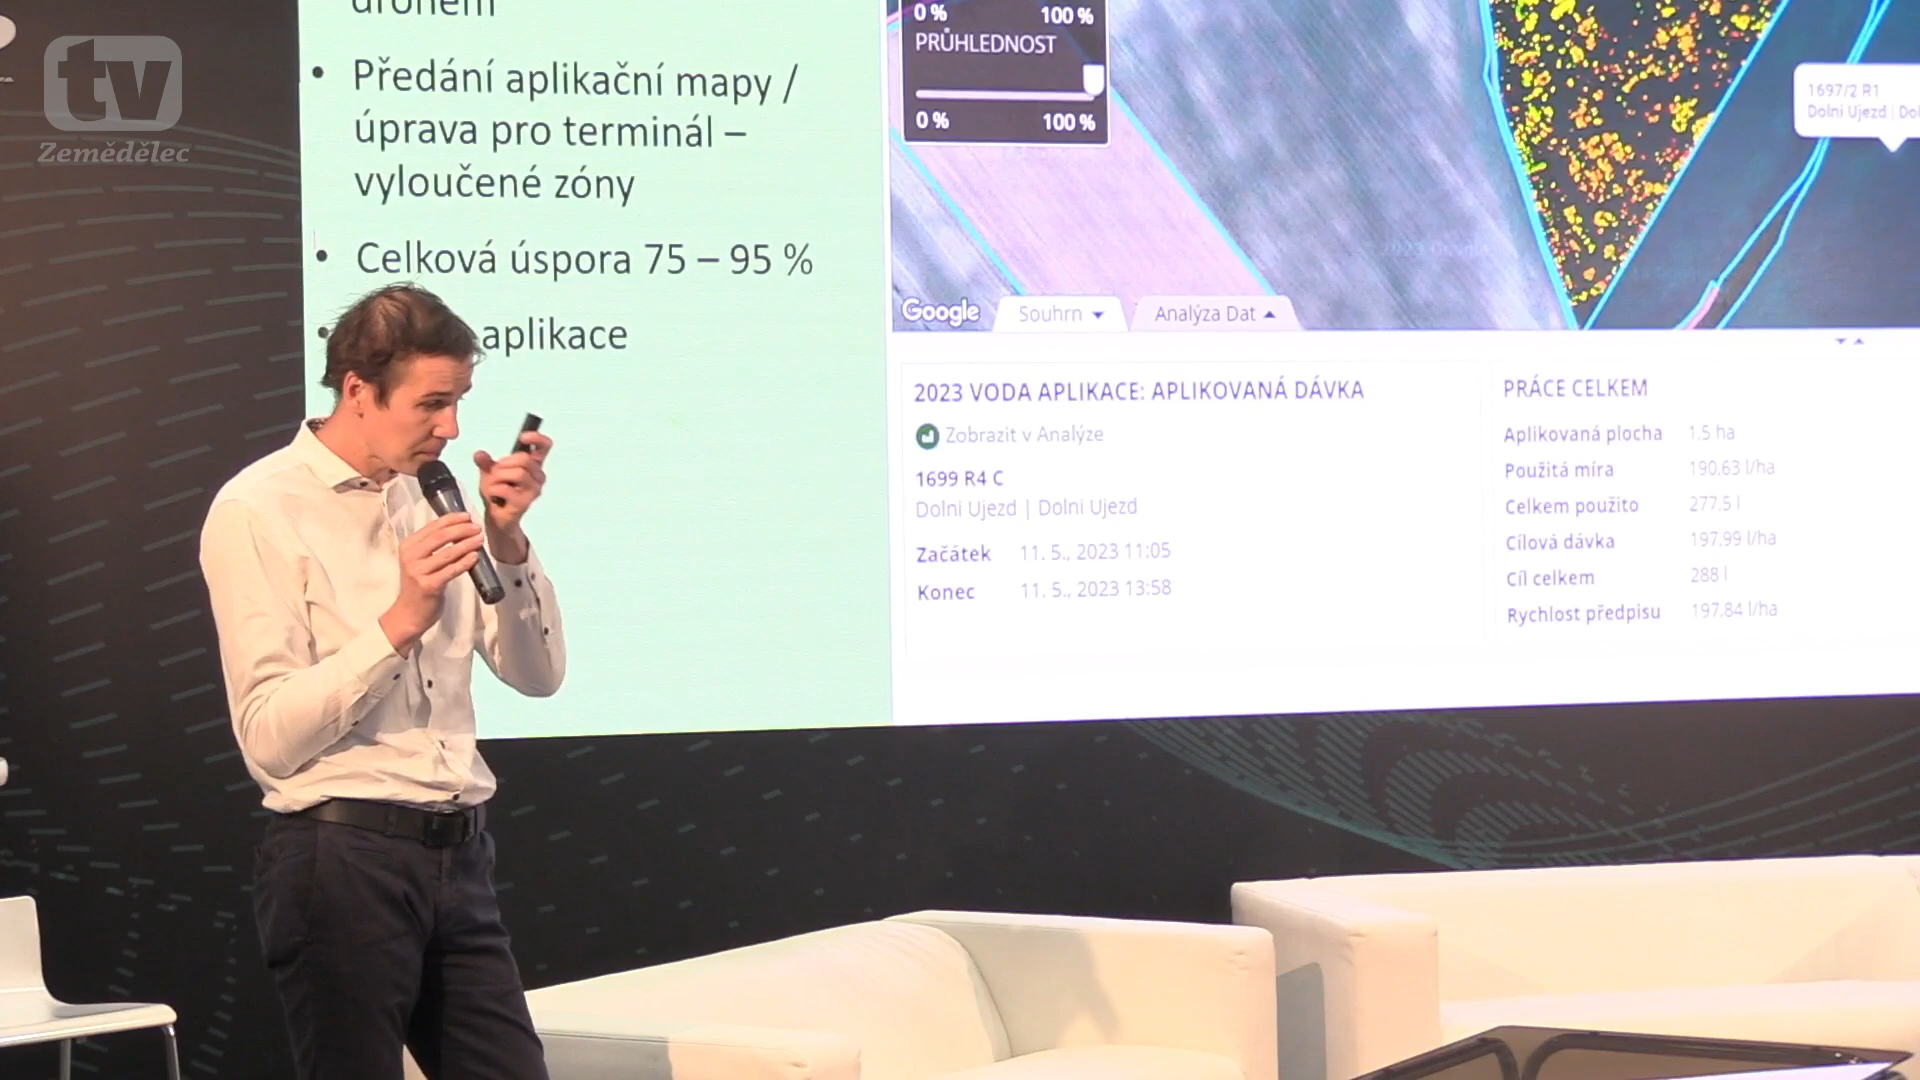 tv
Zemědělec
dronem
• Předání aplikační mapy /
úprava pro terminál –
vyloučené zóny
• Celková úspora 75 – 95 %
• aplikace
0 % 100 %
PRŮHLEDNOST
0 % 100 %
1697/2 R1
Dolni Ujezd | Dol
Google
Souhrn
Analýza Dat
2023 VODA APLIKACE: APLIKOVANÁ DÁVKA
Zobrazit v Analýze
1699 R4 C
Dolni Ujezd | Dolni Ujezd
Začátek 11. 5., 2023 11:05
Konec 11. 5., 2023 13:58
PRÁCE CELKEM
Aplikovaná plocha 1.5 ha
Použitá míra 190.63 l/ha
Celkem použito 277.5 l
Cílová dávka 197.99 l/ha
Cíl celkem 288 l
Rychlost předpisu 197.84 l/ha